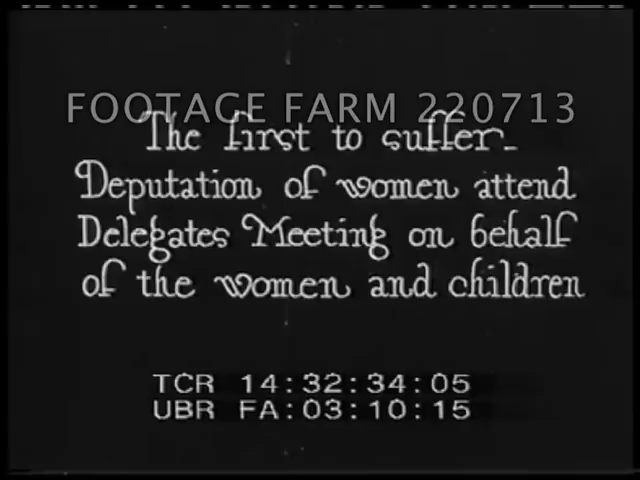 FOOTAGE FARM 220713
The first to suffer-
Deputation of women attend
Delegates Meeting on behalf
of the women and children
TCR 14:32:34:05
UBR FA:03:10:15